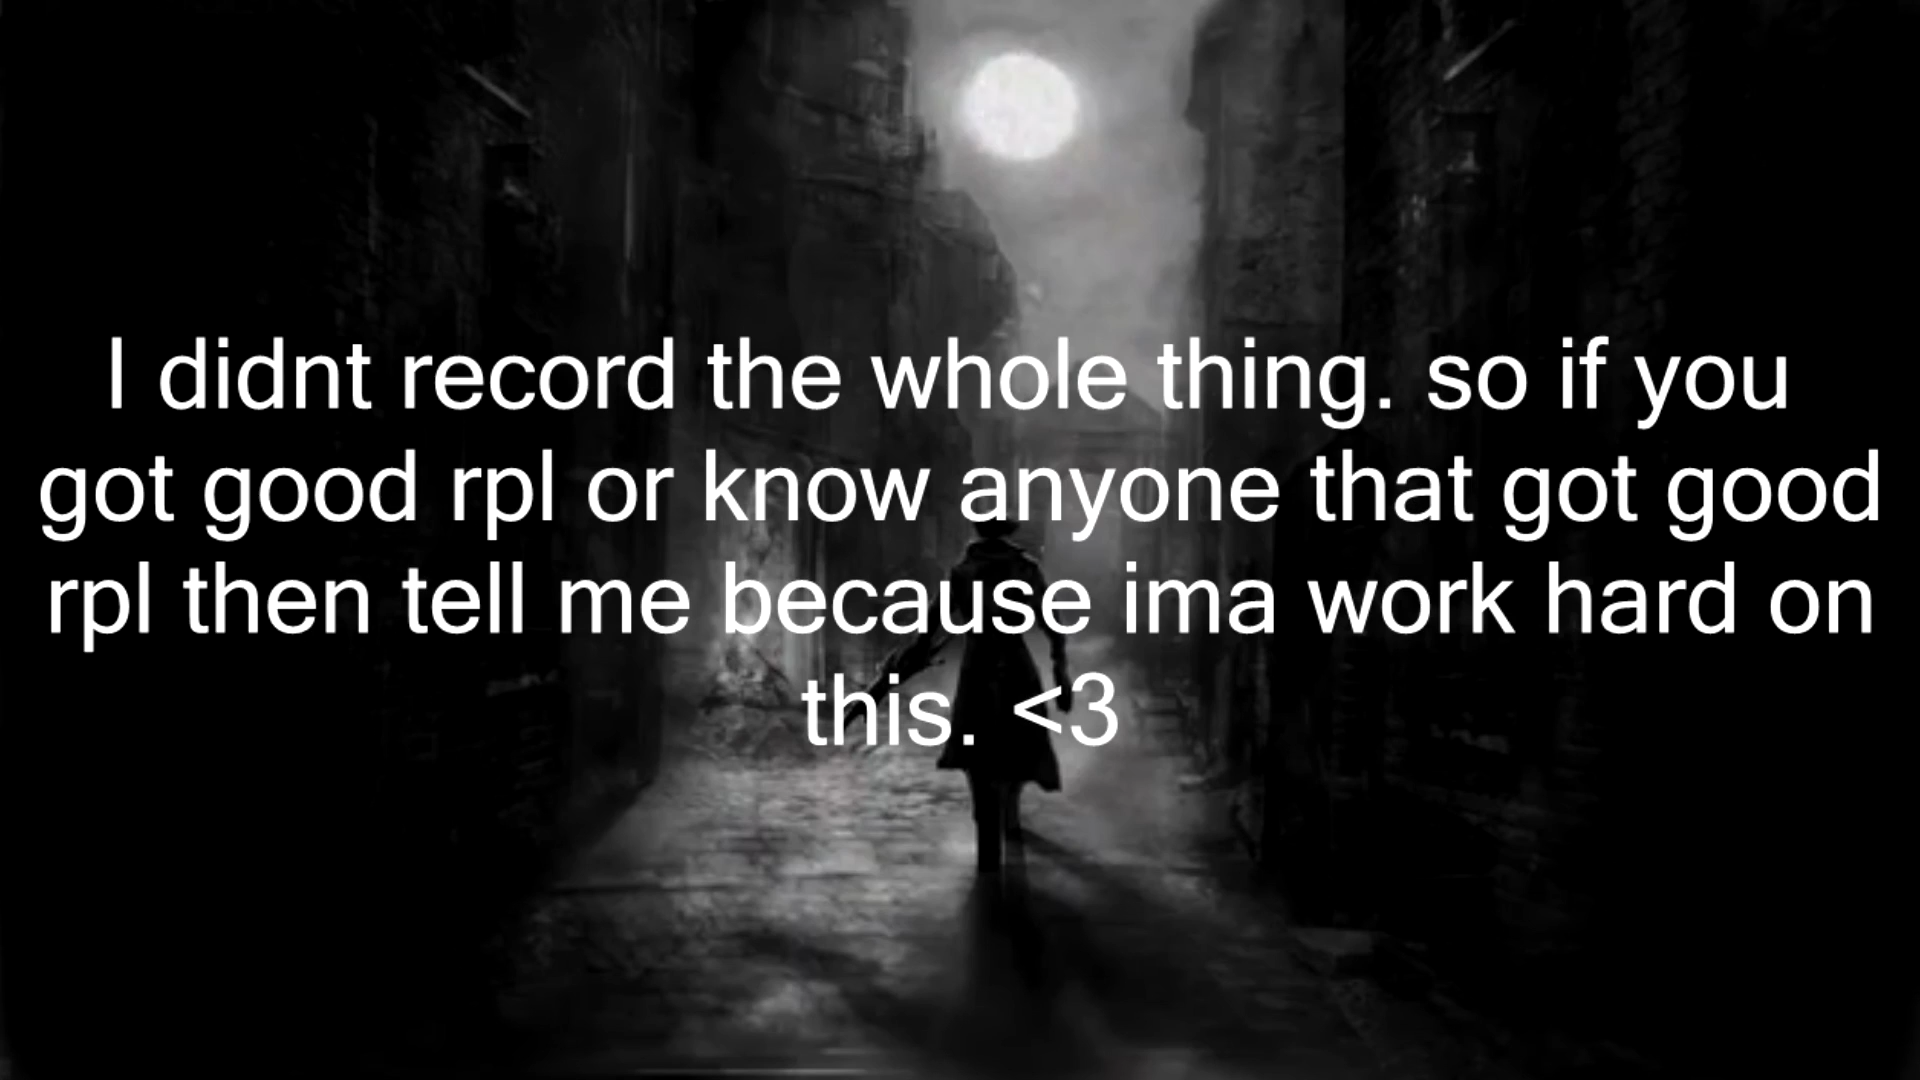 I didnt record the whole thing. so if you
got good rpl or know anyone that got good
rpl then tell me because ima work hard on
this. <3